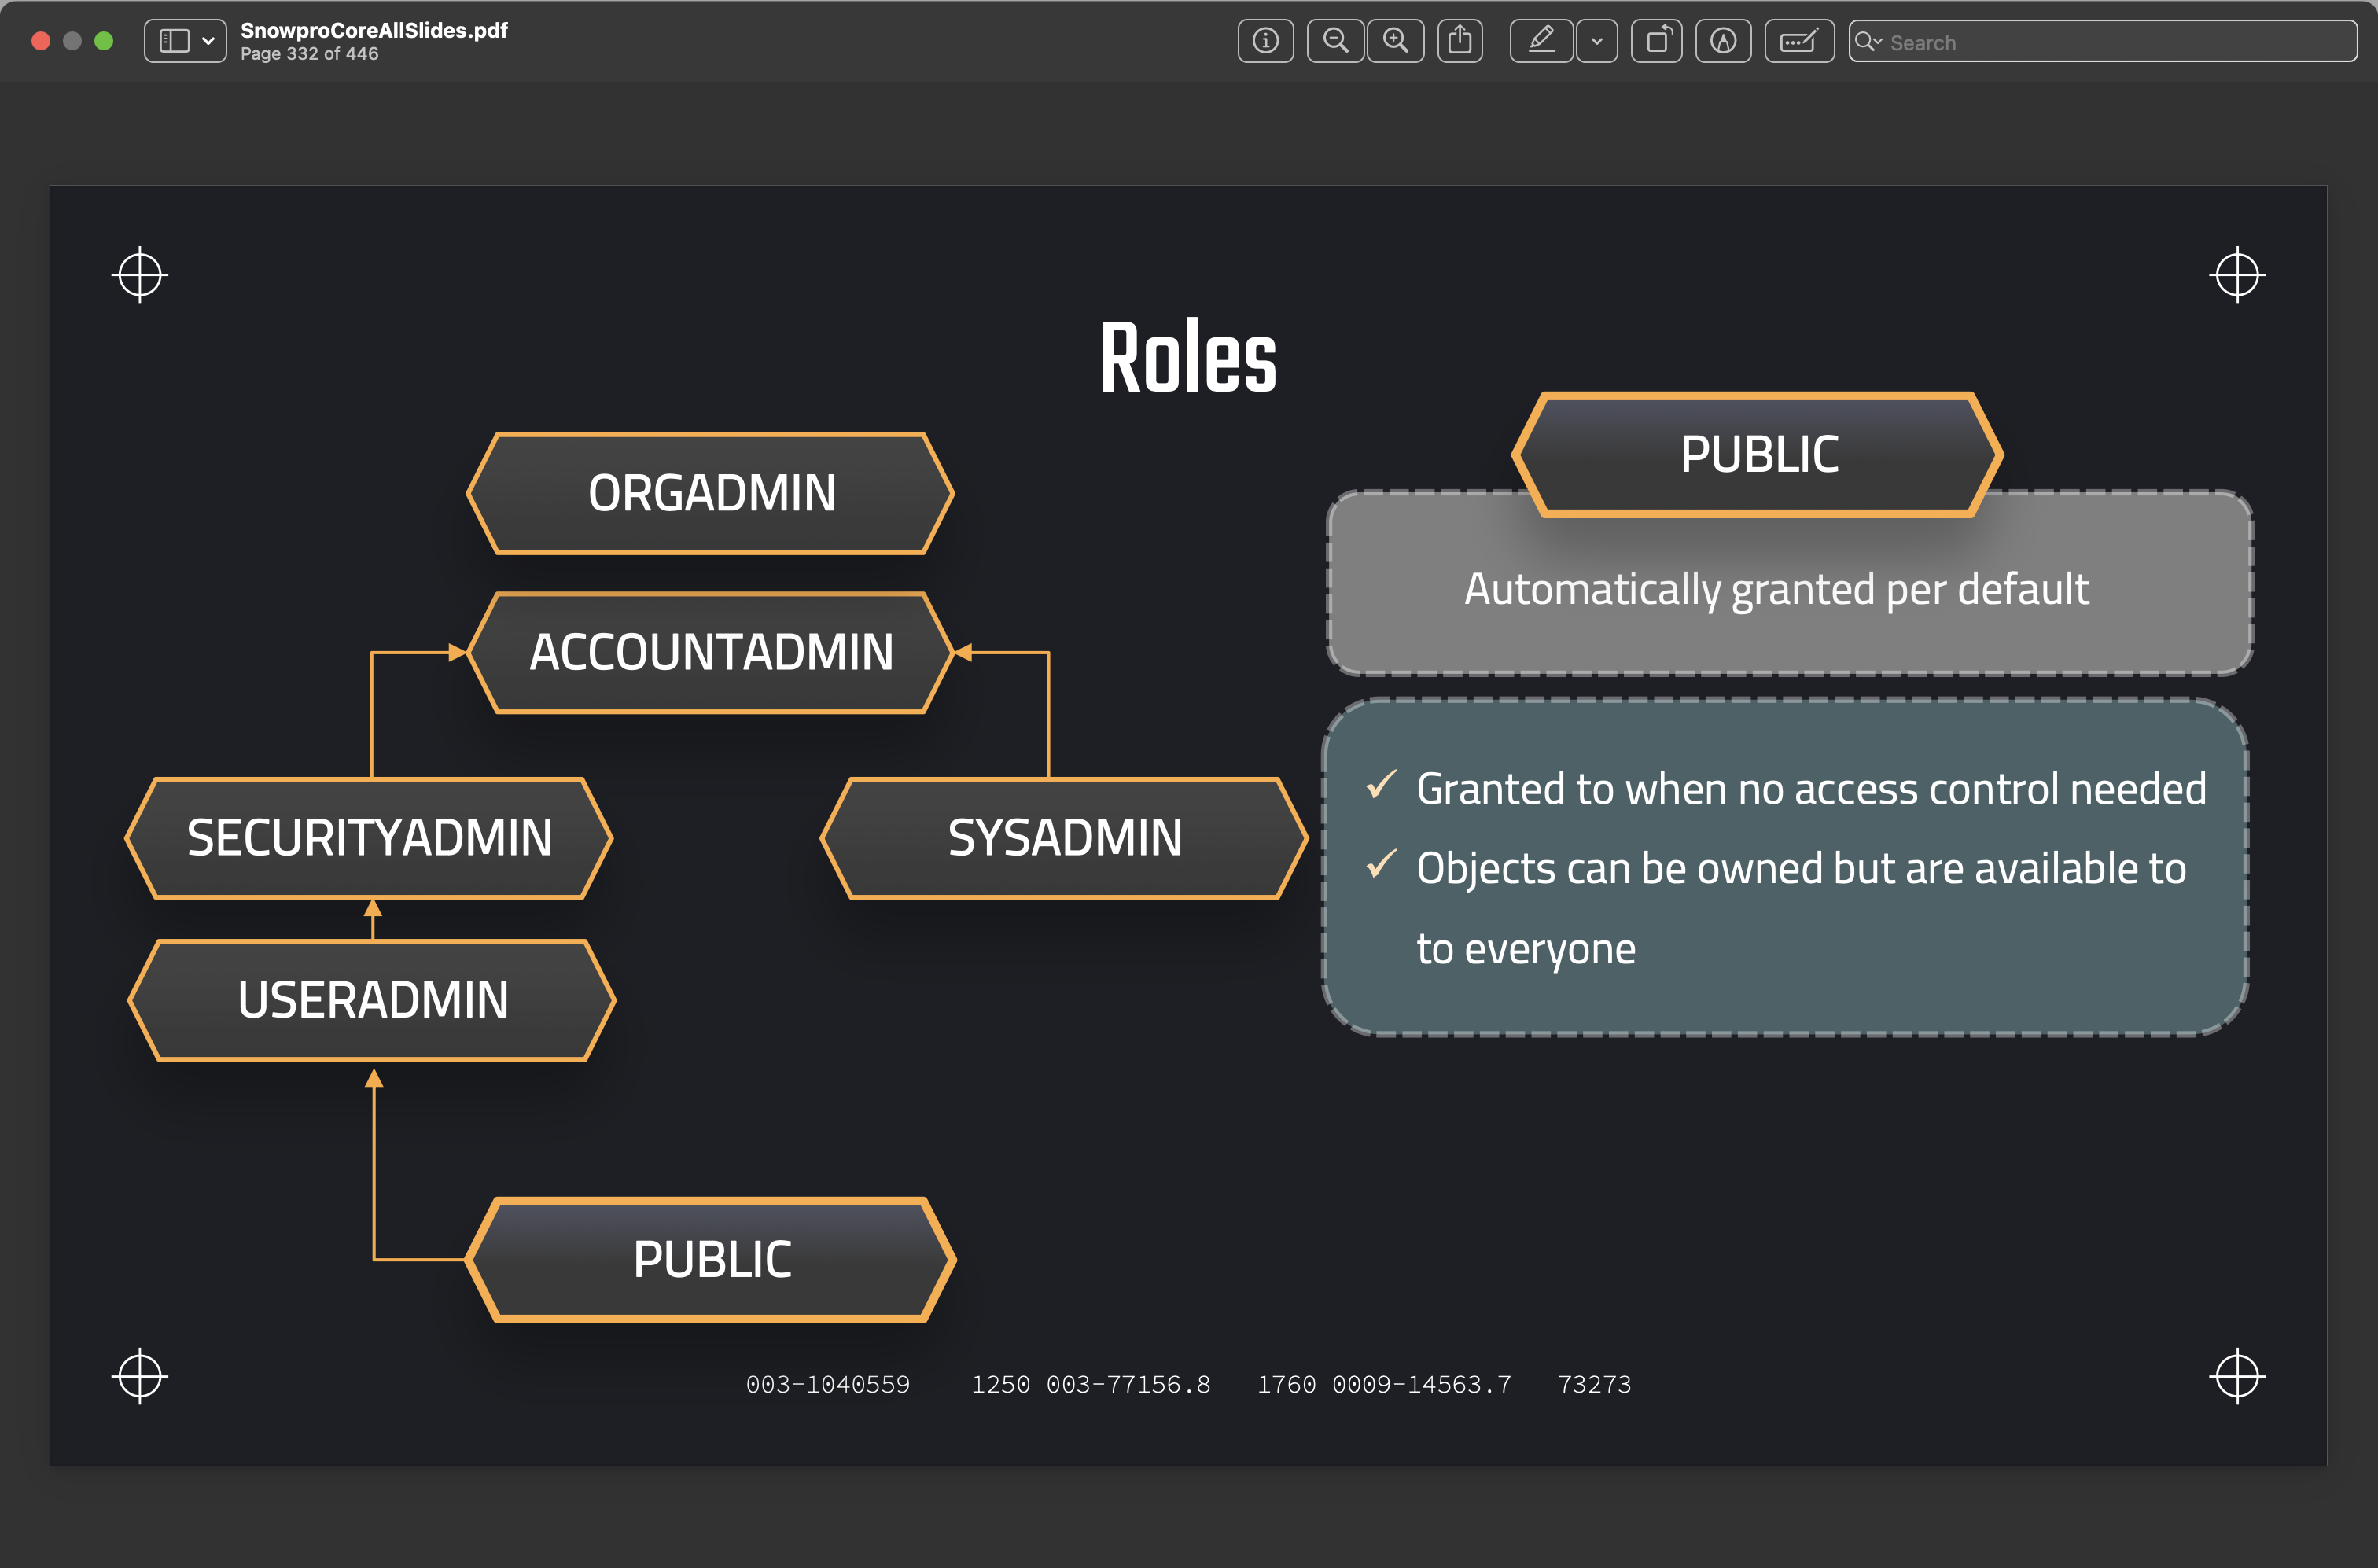 SnowproCoreAllSlides.pdf
Page 332 of 446
Search
Roles
PUBLIC
ORGADMIN
Automatically granted per default
ACCOUNTADMIN
SECURITYADMIN
SYSADMIN
✓ Granted to when no access control needed
✓ Objects can be owned but are available to
to everyone
USERADMIN
PUBLIC
003-1040559 1250 003-77156.8 1760 0009-14563.7 73273